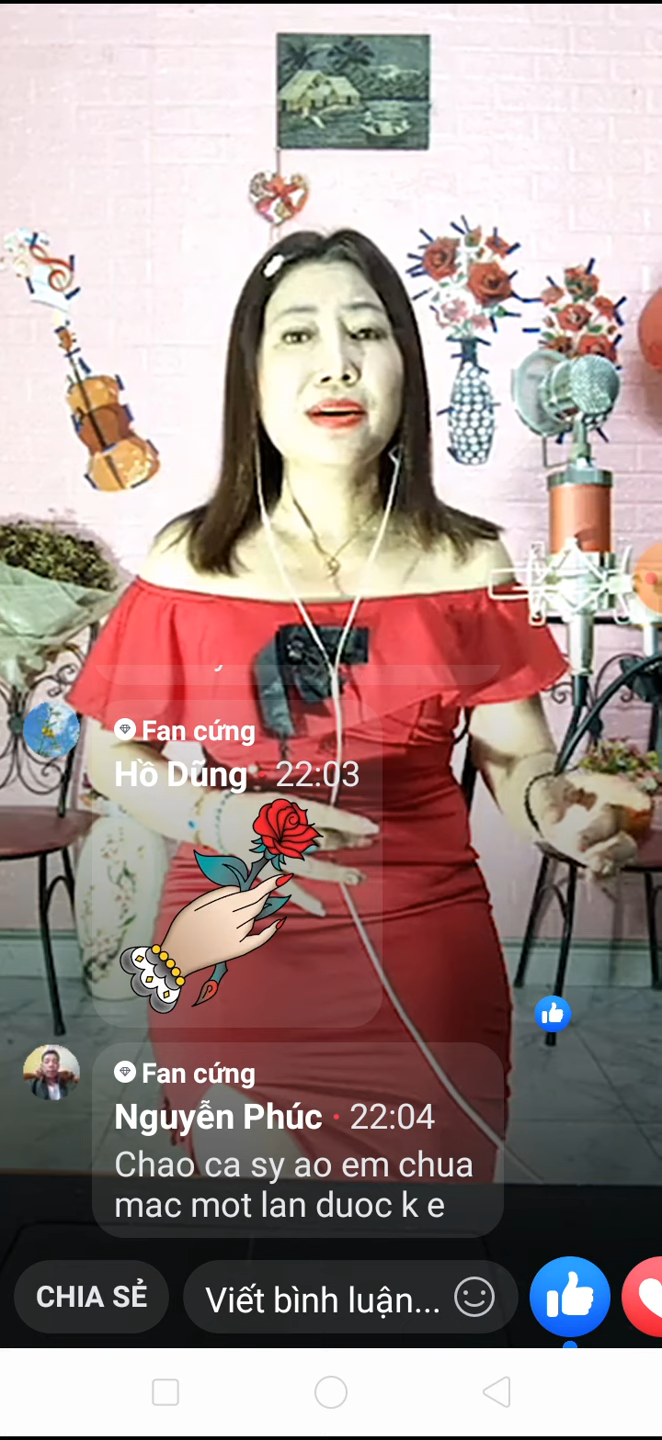 Fan cứng
Hồ Dũng · 22:03
Fan cứng
Nguyễn Phúc · 22:04
Chao ca sy ao em chua
mac mot lan duoc k e
CHIA SẺ
Viết bình luận...